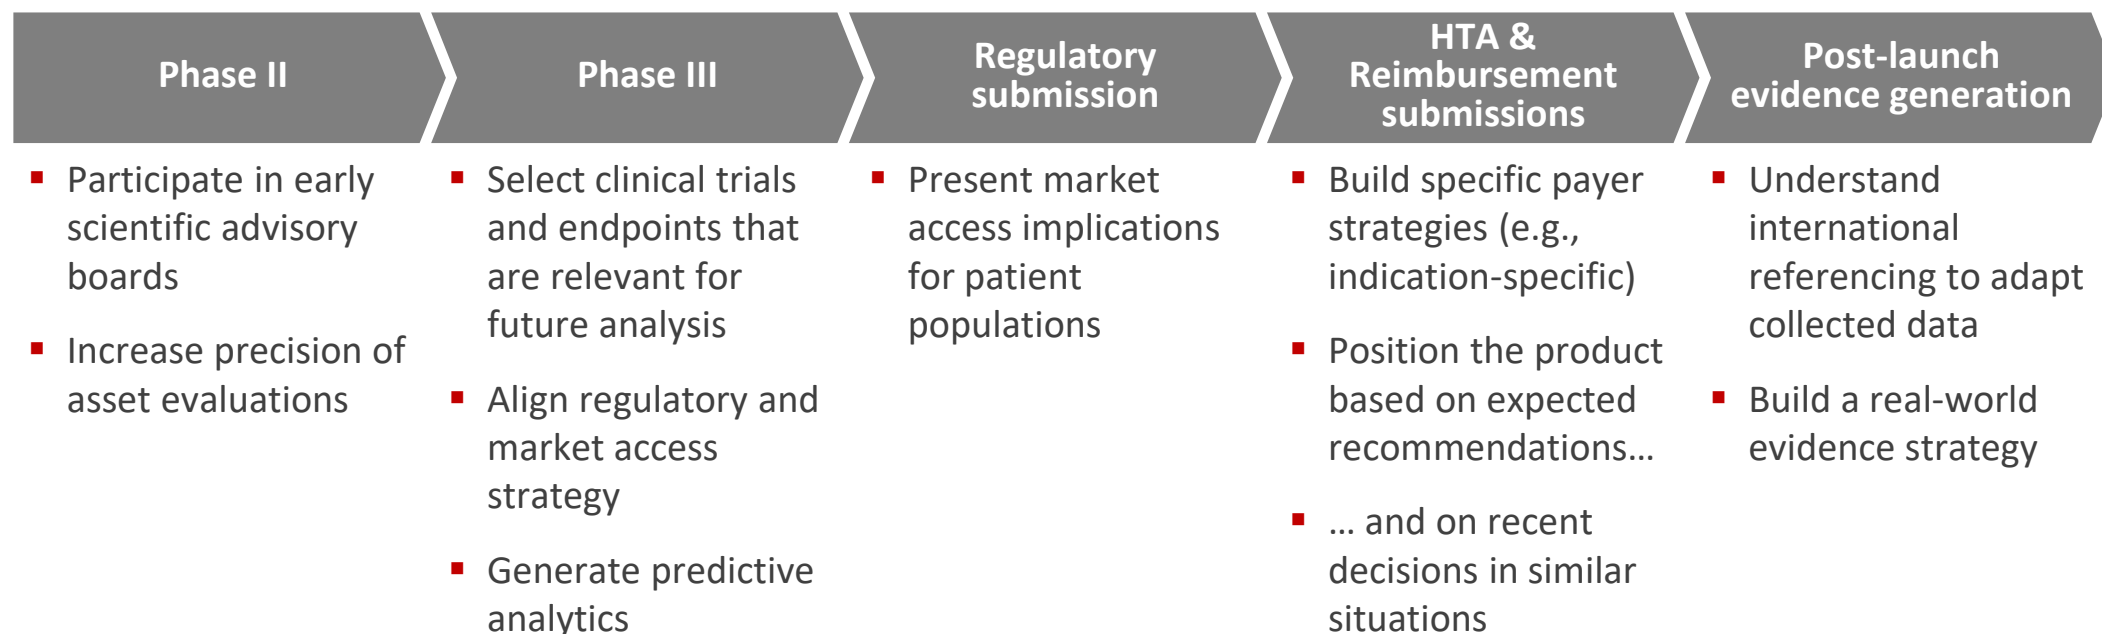 Phase II
Phase III
Regulatory
submission
HTA &
Reimbursement
submissions
Post-launch
evidence generation
▪ Participate in early
scientific advisory
boards
▪ Increase precision of
asset evaluations
▪ Select clinical trials
and endpoints that
are relevant for
future analysis
▪ Align regulatory and
market access
strategy
▪ Generate predictive
analytics
▪ Present market
access implications
for patient
populations
▪ Build specific payer
strategies (e.g.,
indication-specific)
▪ Position the product
based on expected
recommendations…
▪ … and on recent
decisions in similar
situations
▪ Understand
international
referencing to adapt
collected data
▪ Build a real-world
evidence strategy